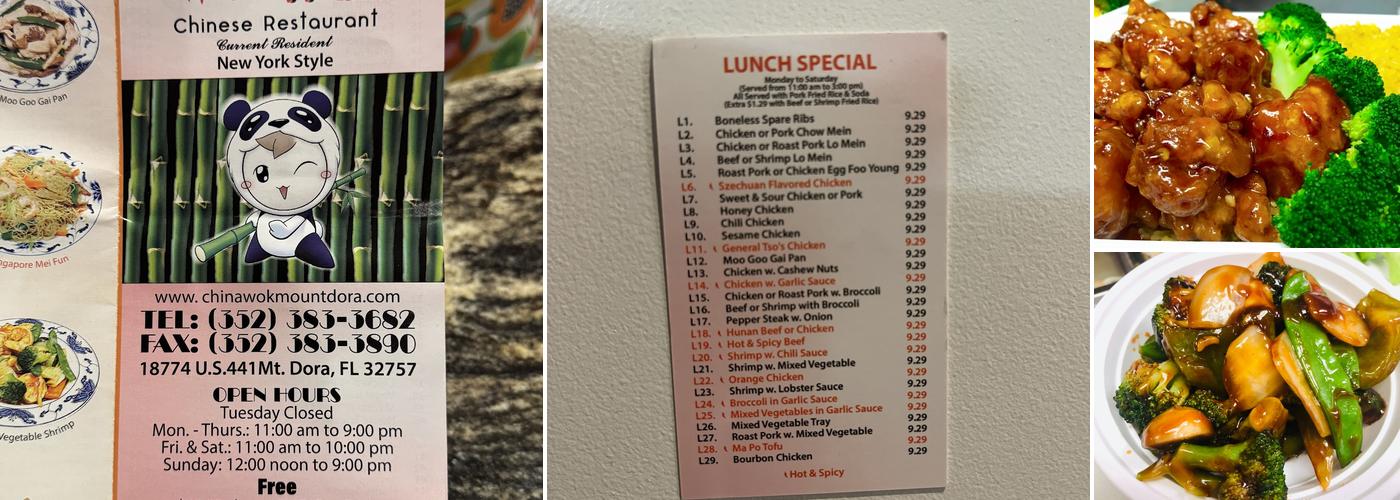 Moo Goo Gai Pan
Mei Fun
Vegetable Shrimp
Chinese Restaurant
Current Resident
New York Style
www. chinawokmountdora.com
TEL: (352) 383-3682
FAX: (352) 383-3890
18774 U.S.441Mt. Dora, FL 32757
OPEN HOURS
Tuesday Closed
Mon. - Thurs.: 11:00 am to 9:00 pm
Fri. & Sat.: 11:00 am to 10:00 pm
Sunday: 12:00 noon to 9:00 pm
Free
LUNCH SPECIAL
Monday to Saturday
(Served from 11:00 am to 3:00 pm)
All Served with Pork Fried Rice & Soda
(Extra $1.29 with Beef or Shrimp Fried Rice)
L1. Boneless Spare Ribs 9.29
L2. Chicken or Pork Chow Mein 9.29
L3. Chicken or Roast Pork Lo Mein 9.29
L4. Beef or Shrimp Lo Mein 9.29
L5. Roast Pork or Chicken Egg Foo Young 9.29
L6. Szechuan Flavored Chicken 9.29
L7. Sweet & Sour Chicken or Pork 9.29
L8. Honey Chicken 9.29
L9. Chili Chicken 9.29
L10. Sesame Chicken 9.29
L11. General Tso's Chicken 9.29
L12. Moo Goo Gai Pan 9.29
L13. Chicken w. Cashew Nuts 9.29
L14. Chicken w. Garlic Sauce 9.29
L15. Chicken or Roast Pork w. Broccoli 9.29
L16. Beef or Shrimp with Broccoli 9.29
L17. Pepper Steak w. Onion 9.29
L18. Hunan Beef or Chicken 9.29
L19. Hot & Spicy Beef 9.29
L20. Shrimp w. Chili Sauce 9.29
L21. Shrimp w. Mixed Vegetable 9.29
L22. Orange Chicken 9.29
L23. Shrimp w. Lobster Sauce 9.29
L24. Broccoli in Garlic Sauce 9.29
L25. Mixed Vegetables in Garlic Sauce 9.29
L26. Mixed Vegetable Tray 9.29
L27. Roast Pork w. Mixed Vegetable 9.29
L28. Ma Po Tofu 9.29
L29. Bourbon Chicken 9.29
Hot & Spicy